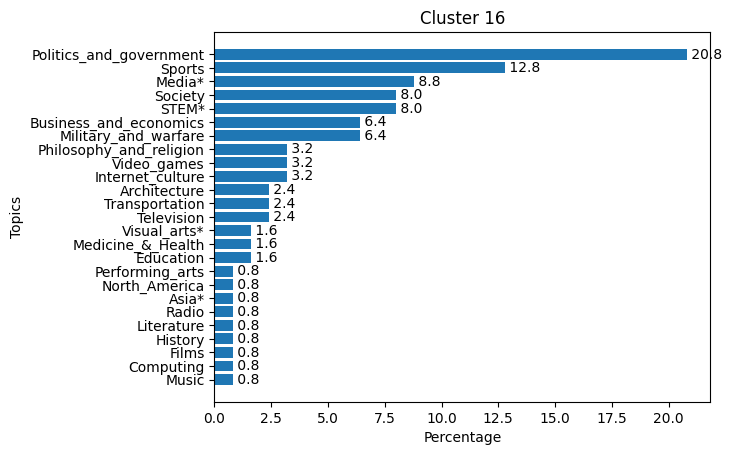 Cluster 16
Politics_and_government 20.8
Sports 12.8
Media* 8.8
Society 8.0
STEM* 8.0
Business_and_economics 6.4
Military_and_warfare 6.4
Philosophy_and_religion 3.2
Video_games 3.2
Internet_culture 3.2
Architecture 2.4
Transportation 2.4
Television 2.4
Visual_arts* 1.6
Medicine_&_Health 1.6
Education 1.6
Performing_arts 0.8
North_America 0.8
Asia* 0.8
Radio 0.8
Literature 0.8
History 0.8
Films 0.8
Computing 0.8
Music 0.8
0.0 2.5 5.0 7.5 10.0 12.5 15.0 17.5 20.0
Percentage
Topics